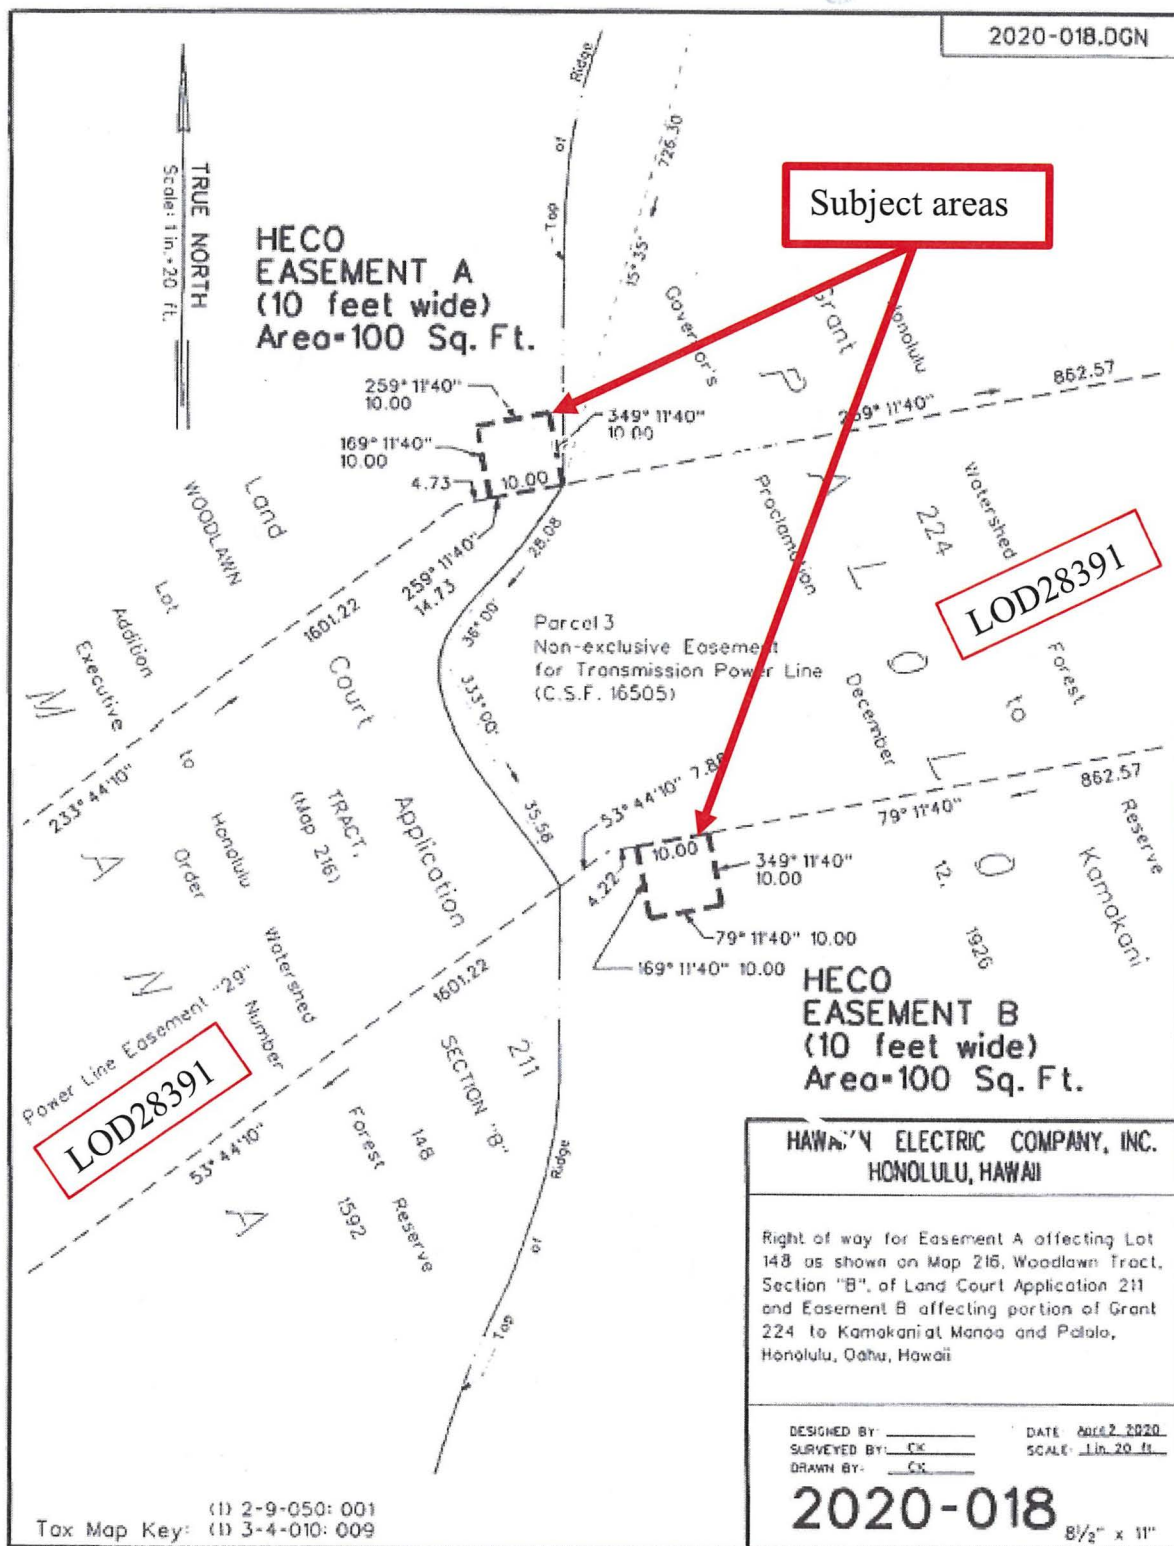 2020-018.DGN
TRUE NORTH
Scale: 1 in.=20 ft.
Top of Ridge
726.30
15° 35'
Subject areas
HECO
EASEMENT A
(10 feet wide)
Area=100 Sq. Ft.
259° 11'40"
10.00
349° 11'40"
10.00
169° 11'40"
10.00
4.73
10.00
259° 11'40"
14.73
259° 11'40"
862.57
28.08
36° 00'
333° 00'
35.58
Parcel 3
Non-exclusive Easement
for Transmission Power Line
(C.S.F. 16505)
Governor's Proclamation December 12, 1926
Grant 224 to Kamakani
Honolulu Watershed Forest Reserve
PALOLO
LOD28391
1601.22
233° 44'10"
Land Court Application 211
WOODLAWN TRACT, SECTION "B"
Lot 148
(Map 216)
Addition to Honolulu Watershed Forest Reserve
Executive Order Number 1592
MANOA
53° 44'10" 7.88
4.22
10.00
79° 11'40"
862.57
349° 11'40"
10.00
79° 11'40" 10.00
169° 11'40" 10.00
HECO
EASEMENT B
(10 feet wide)
Area=100 Sq. Ft.
Power Line Easement "29"
LOD28391
1601.22
53° 44'10"
Top of Ridge
ELECTRIC COMPANY, INC.
HONOLULU, HAWAII
Right of way for Easement A affecting Lot
148 as shown on Map 216, Woodlawn Tract,
Section "B", of Land Court Application 211
and Easement B affecting portion of Grant
224 to Kamakani at Manoa and Palolo,
Honolulu, Oahu, Hawaii
DESIGNED BY:
DATE April 2, 2020
SURVEYED BY: CK
SCALE: 1 in. 20 ft.
DRAWN BY: CK
2020-018
8 1/2" x 11"
(1) 2-9-050: 001
Tax Map Key: (1) 3-4-010: 009